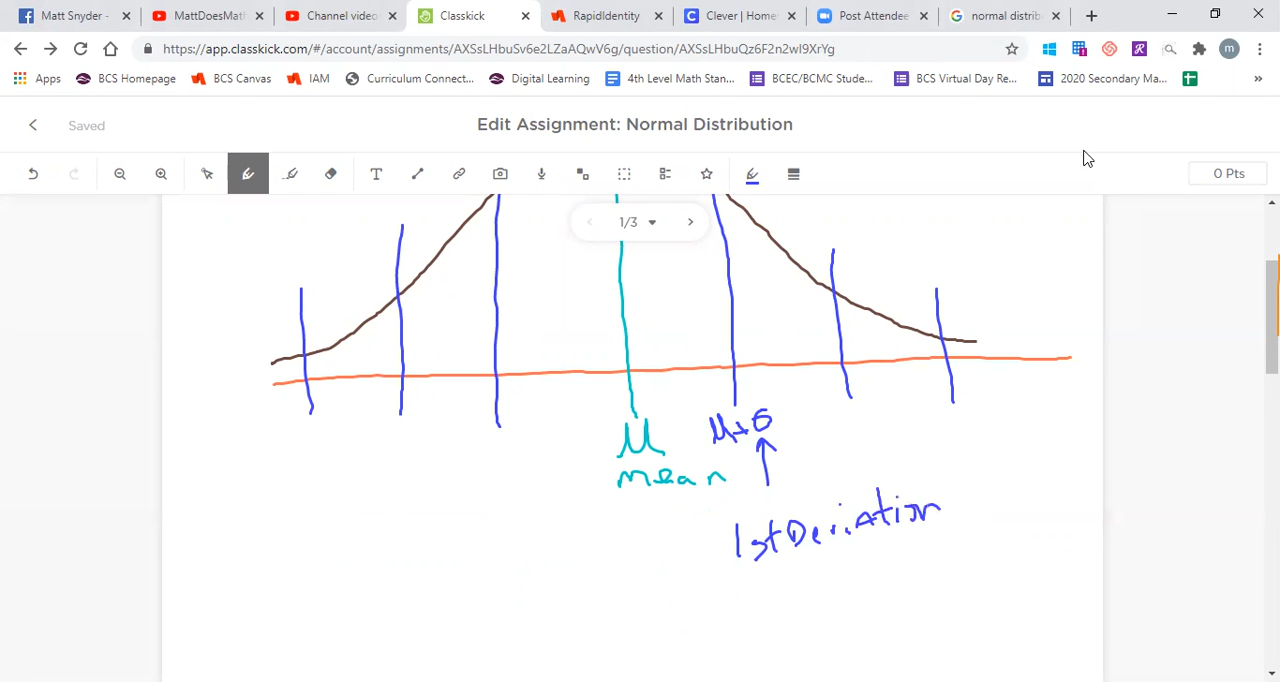 Matt Snyder -
MattDoesMat
Channel video
Classkick
RapidIdentity
Clever | Home
Post Attendee
normal distrib
https://app.classkick.com/#/account/assignments/AXSsLHbuSv6e2LZaAQwV6g/question/AXSsLHbuQz6F2n2wI9XrYg
m
Apps
BCS Homepage
BCS Canvas
IAM
Curriculum Connect...
Digital Learning
4th Level Math Stan...
BCEC/BCMC Stude...
BCS Virtual Day Re...
2020 Secondary Ma...
»
Saved
Edit Assignment: Normal Distribution
T
0 Pts
1/3
μ
mean
μ+σ
1st Deviation